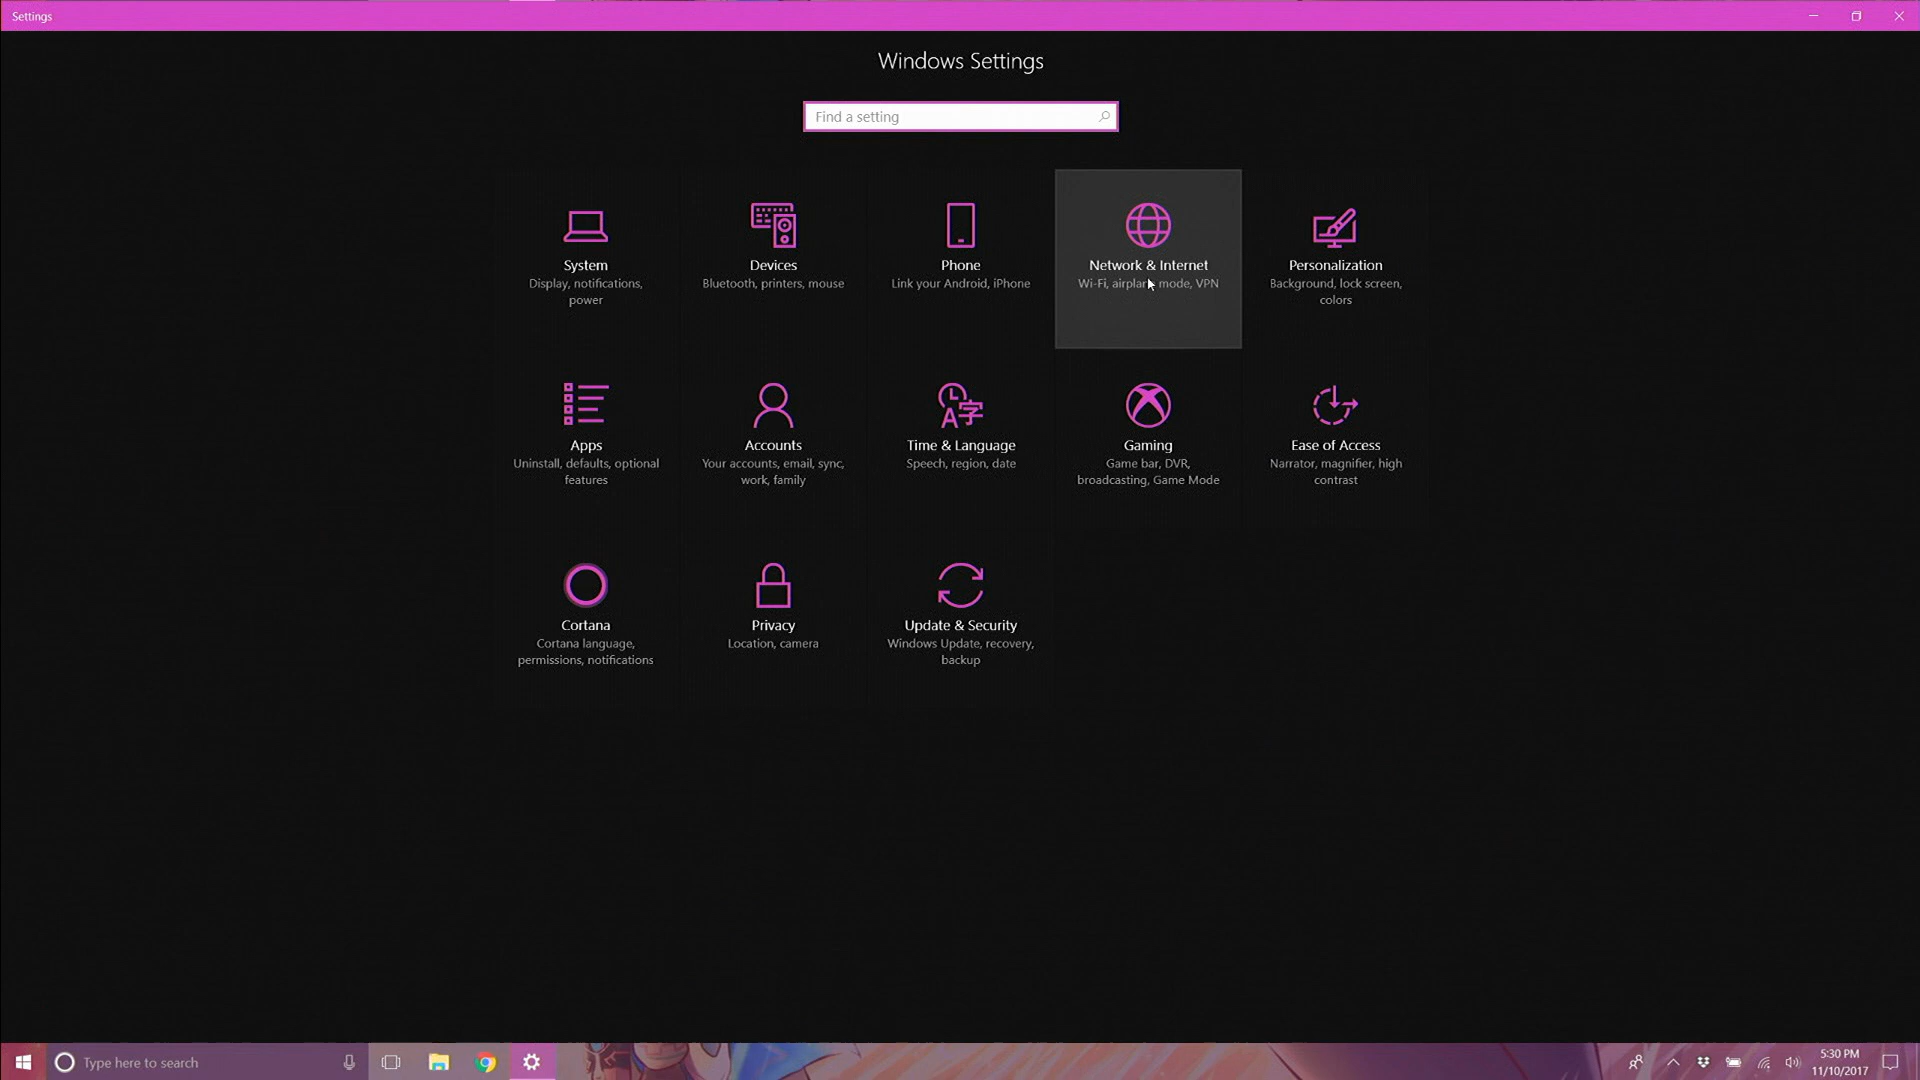 Settings
Windows Settings
Find a setting
System
Display, notifications,
power
Devices
Bluetooth, printers, mouse
Phone
Link your Android, iPhone
Network & Internet
Wi-Fi, airplane mode, VPN
Personalization
Background, lock screen,
colors
Apps
Uninstall, defaults, optional
features
Accounts
Your accounts, email, sync,
work, family
Time & Language
Speech, region, date
Gaming
Game bar, DVR,
broadcasting, Game Mode
Ease of Access
Narrator, magnifier, high
contrast
Cortana
Cortana language,
permissions, notifications
Privacy
Location, camera
Update & Security
Windows Update, recovery,
backup
Type here to search
5:30 PM
11/10/2017